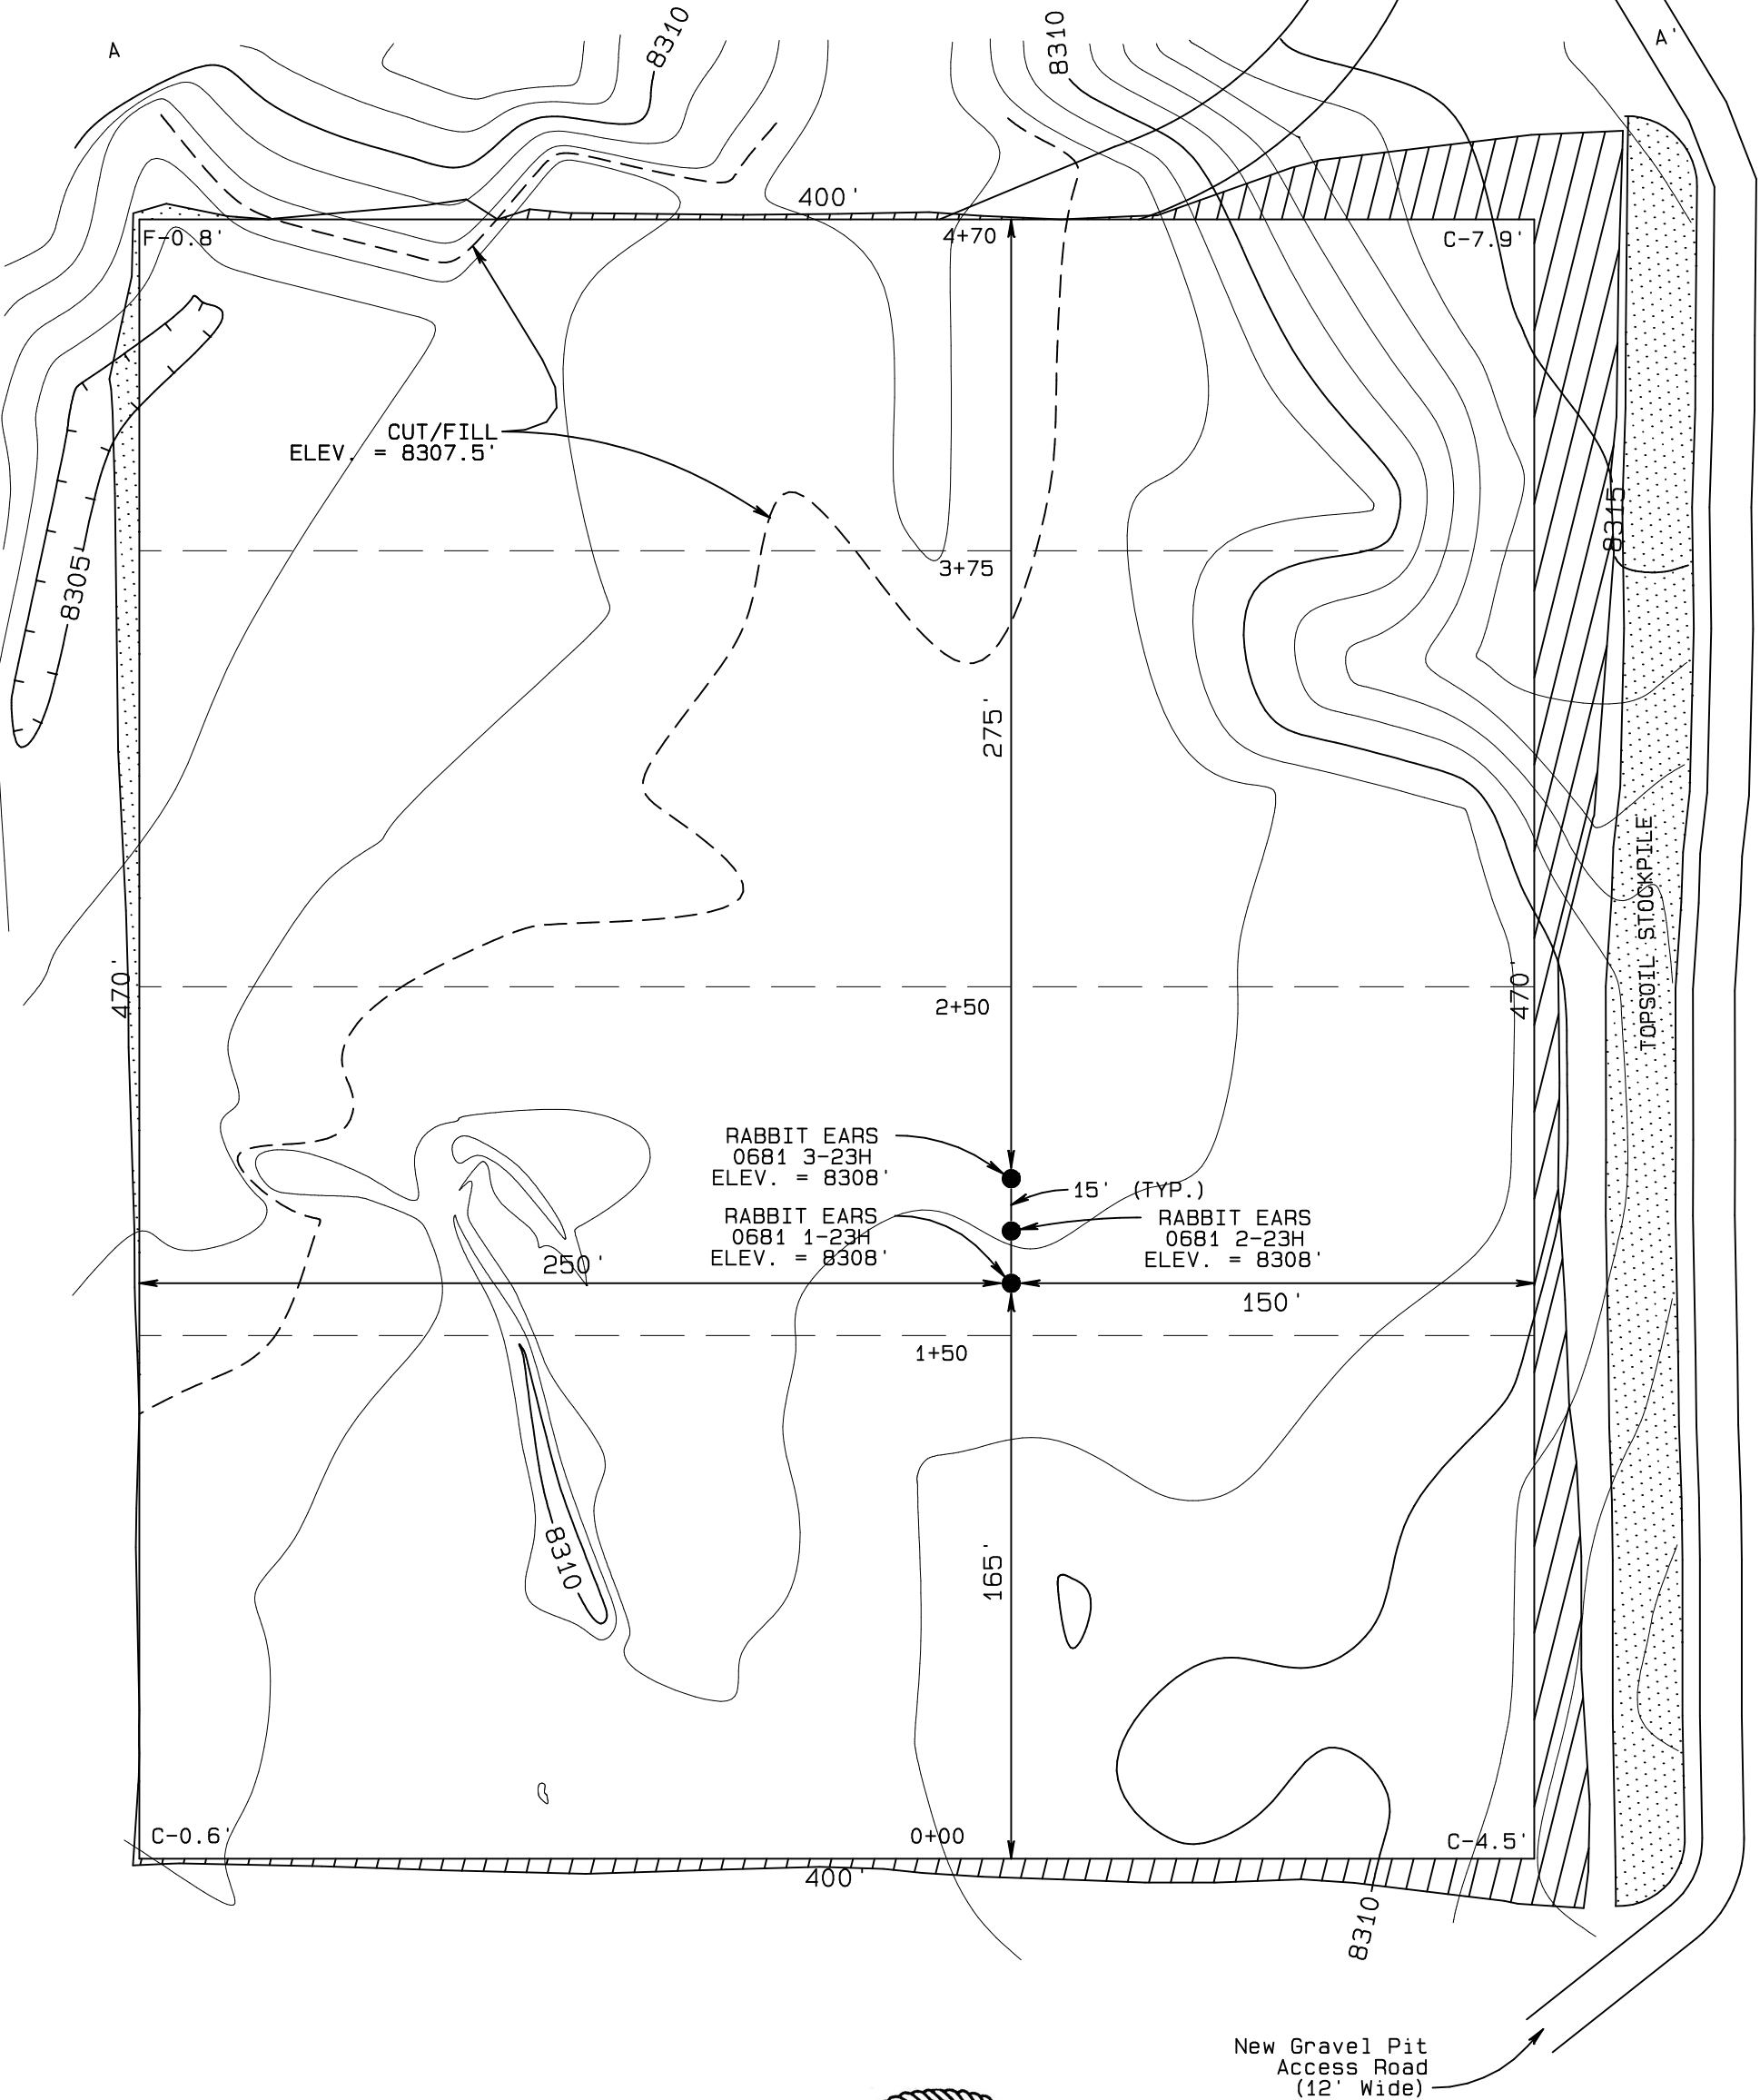 A
8310
8310
A'
400'
F-0.8'
4+70
C-7.9'
CUT/FILL
ELEV. = 8307.5'
8315
3+75
8305'
275'
TOPSOIL STOCKPILE
470'
470'
2+50
RABBIT EARS
0681 3-23H
ELEV. = 8308'
15' (TYP.)
RABBIT EARS
0681 1-23H
ELEV. = 8308'
RABBIT EARS
0681 2-23H
ELEV. = 8308'
250'
150'
1+50
8310
165'
C-0.6'
0+00
C-4.5'
400'
8310
New Gravel Pit
Access Road
(12' Wide)